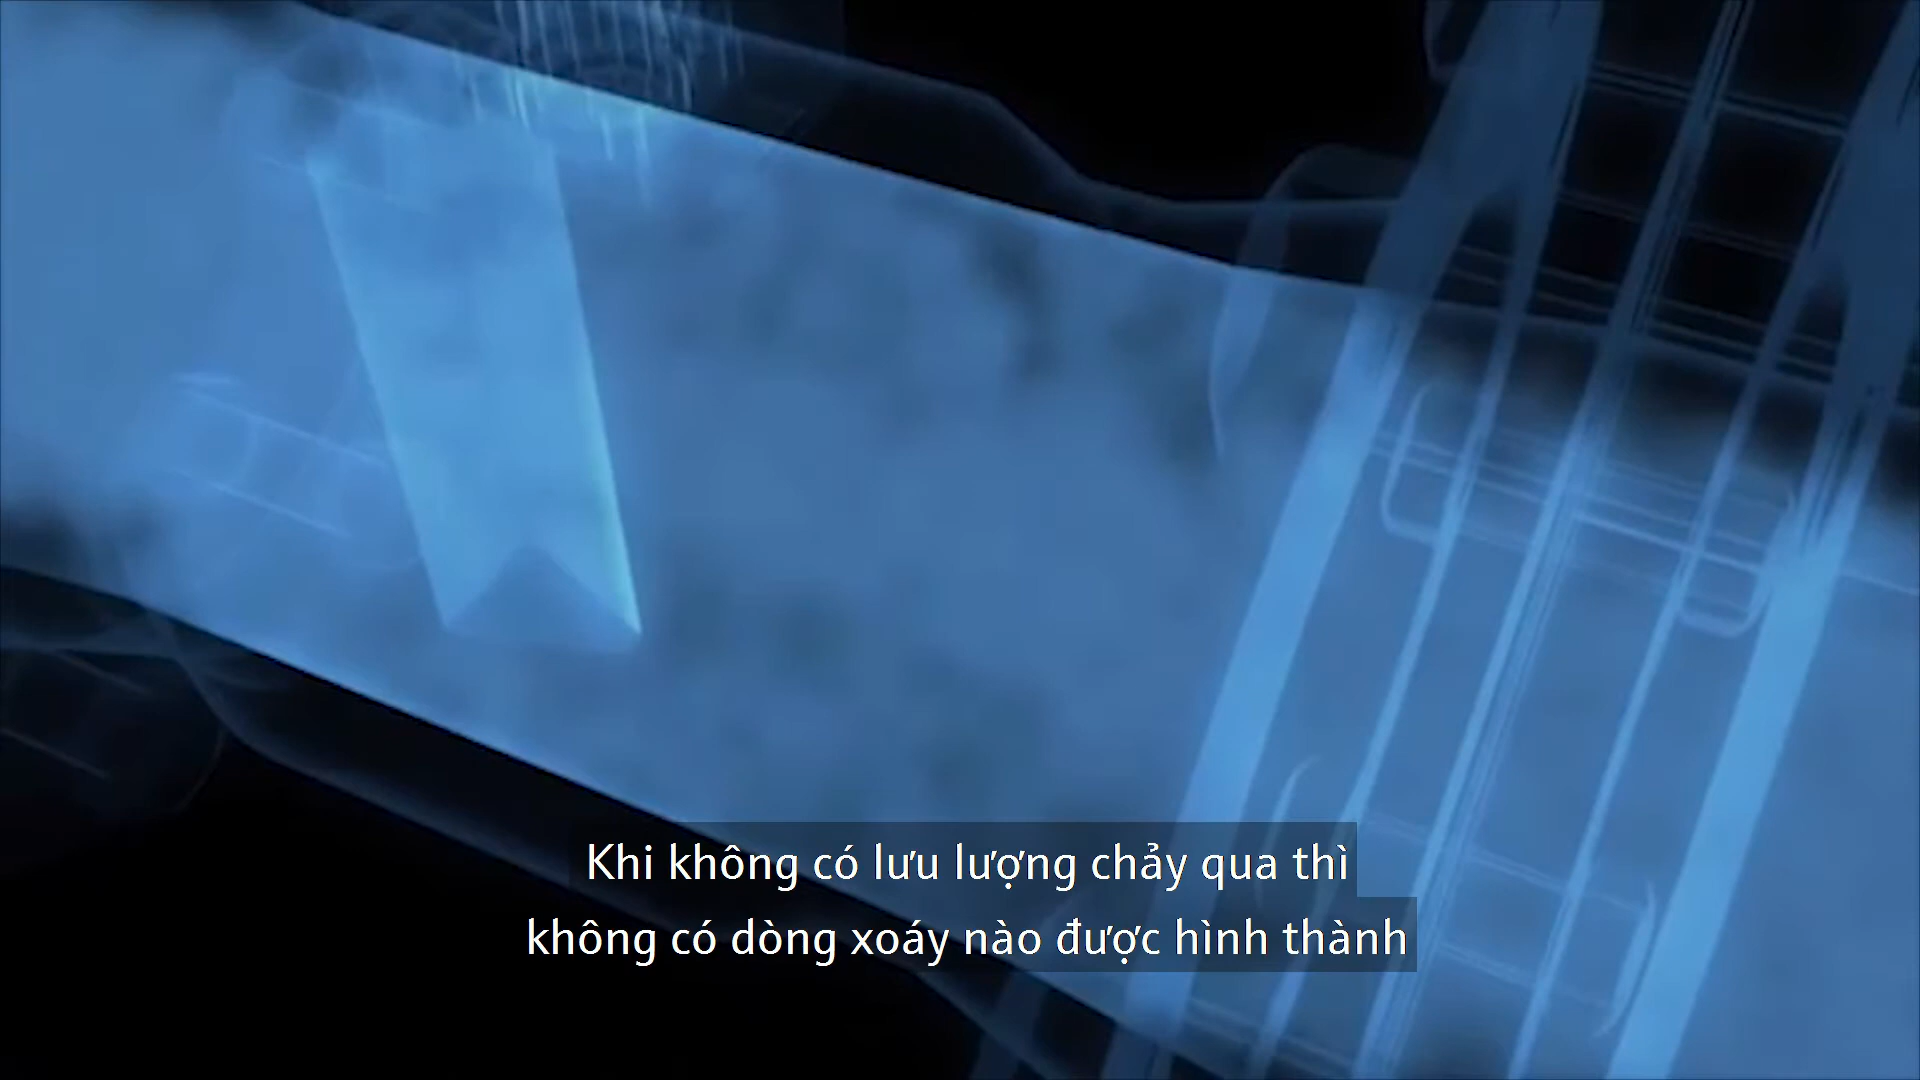 Khi không có lưu lượng chảy qua thì
không có dòng xoáy nào được hình thành